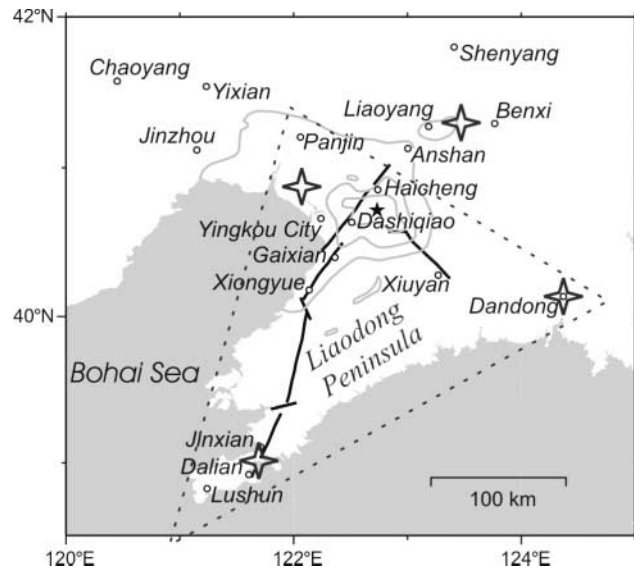 42°N
Shenyang
Chaoyang
Yixian
Liaoyang
Benxi
Jinzhou
Panjin
Anshan
Haicheng
Yingkou City
Dashiqiao
Gaixian
Xiongyue
Xiuyan
40°N
Dandong
Liaodong
Peninsula
Bohai Sea
Jinxian
Dalian
Lushun
100 km
120°E
122°E
124°E